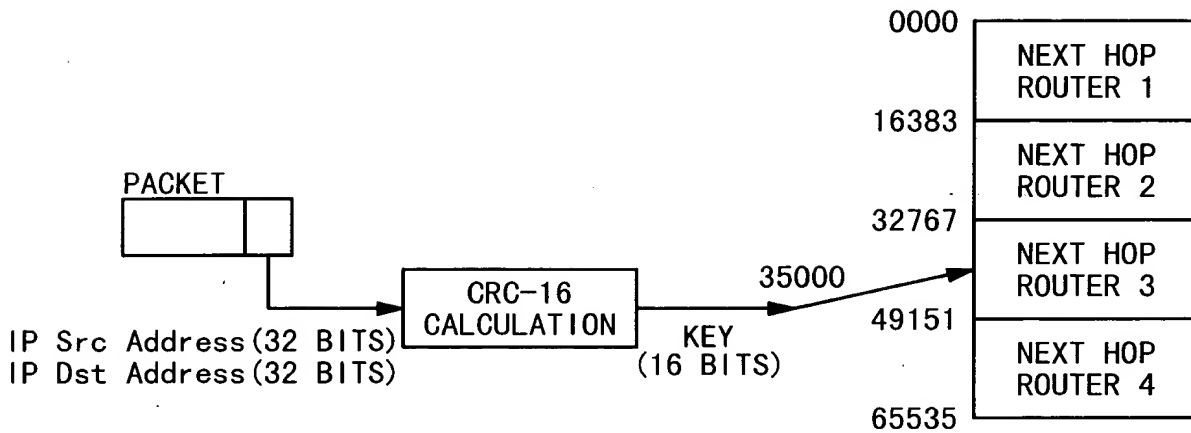 0000
NEXT HOP
ROUTER 1
16383
NEXT HOP
ROUTER 2
32767
PACKET
NEXT HOP
ROUTER 3
35000
49151
CRC-16
CALCULATION
KEY
(16 BITS)
IP Src Address(32 BITS)
IP Dst Address(32 BITS)
NEXT HOP
ROUTER 4
65535